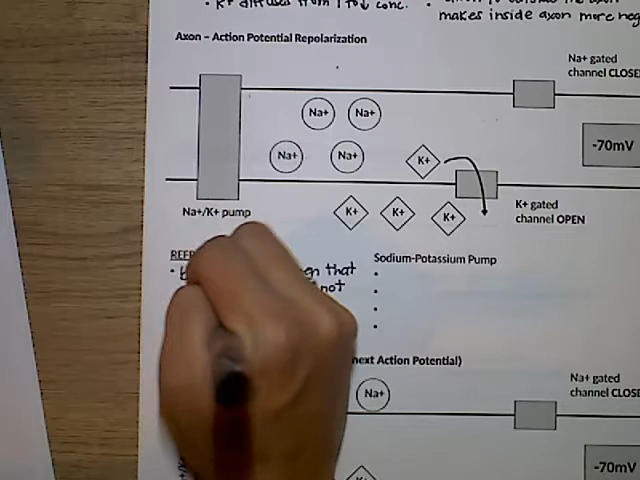 • K+ diffuses from ↑ to ↓ conc.
makes inside axon more neg
Axon – Action Potential Repolarization
Na+ gated
channel CLOSE
Na+ Na+
-70mV
Na+ Na+ K+
K+ K+ K+
K+ gated
channel OPEN
Na+/K+ pump
Sodium-Potassium Pump
that
not
next Action Potential)
Na+ gated
channel CLOSE
Na+
-70mV